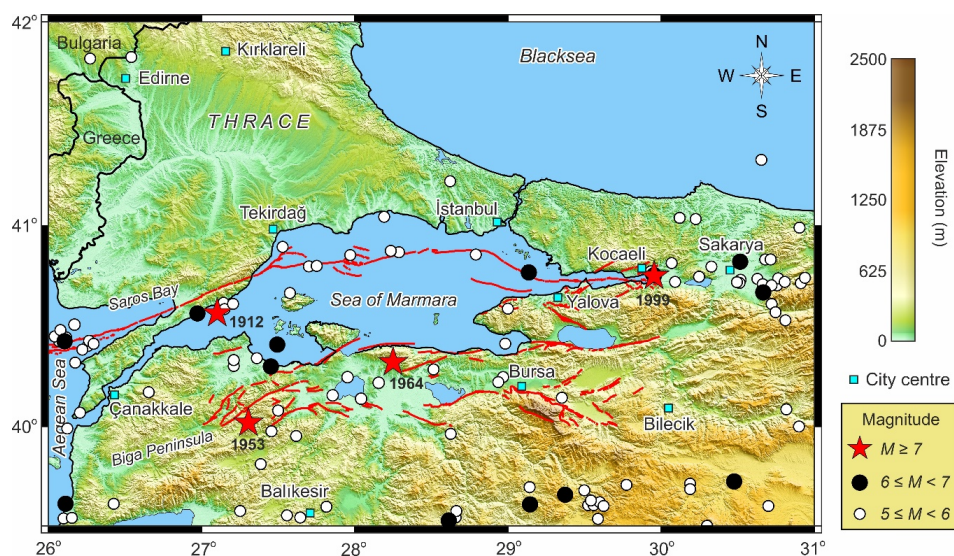 42°
41°
40°
26°
27°
28°
29°
30°
31°
Bulgaria
Kırklareli
Edirne
Blacksea
N
W
E
S
THRACE
Greece
Tekirdağ
İstanbul
Kocaeli
Sakarya
Saros Bay
Sea of Marmara
Yalova
1999
1912
1964
Bursa
Aegean Sea
Çanakkale
Biga Peninsula
1953
Bilecik
Balıkesir
2500
1875
1250
625
0
Elevation (m)
City centre
Magnitude
M ≥ 7
6 ≤ M < 7
5 ≤ M < 6